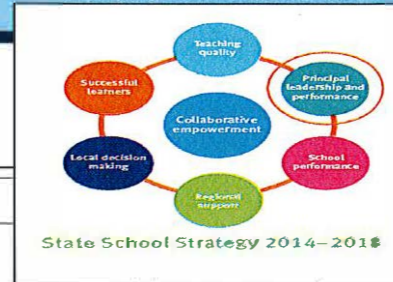 Teaching
quality
Successful
learners
Principal
leadership and
performance
Collaborative
empowerment
Local decision
making
School
performance
Regional
support
State School Strategy 2014–2018